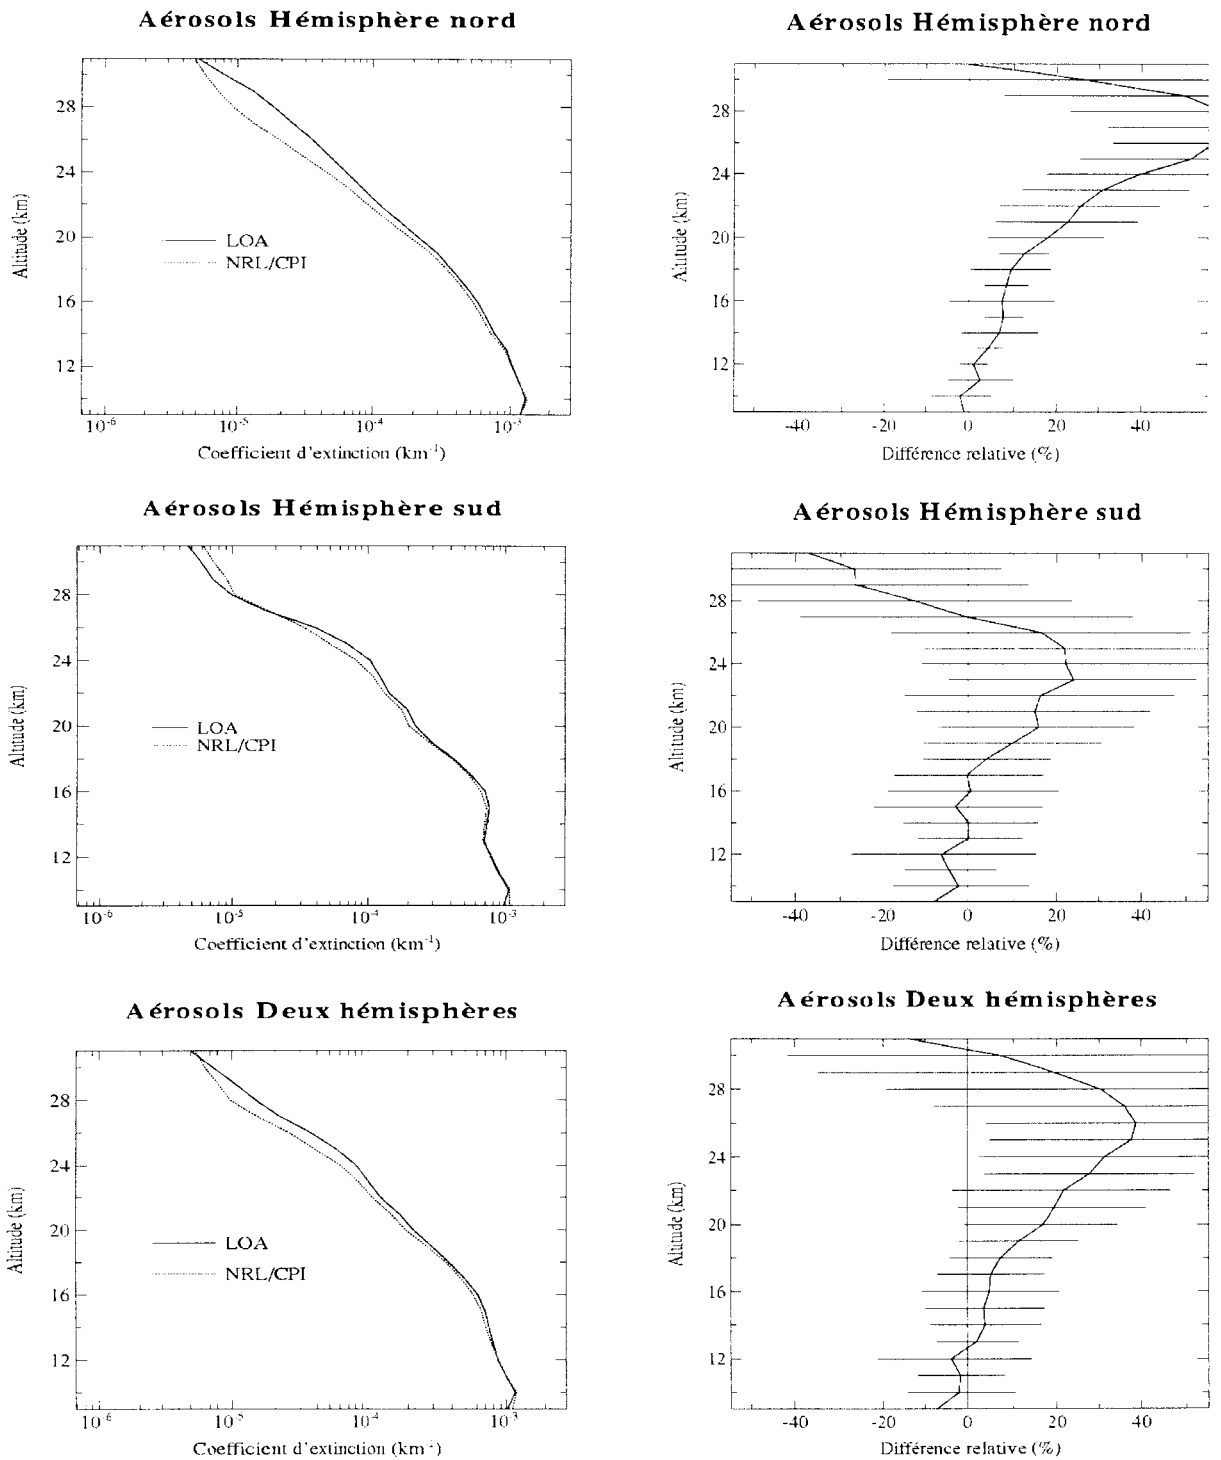 Aérosols Hémisphère nord
28
24
20
16
12
Altitude (km)
LOA
NRL/CPI
10-6
10-5
10-4
10-3
Coefficient d'extinction (km-1)
Aérosols Hémisphère nord
28
24
20
16
12
Altitude (km)
-40
-20
0
20
40
Différence relative (%)
Aérosols Hémisphère sud
28
24
20
16
12
Altitude (km)
LOA
NRL/CPI
10-6
10-5
10-4
10-3
Coefficient d'extinction (km-1)
Aérosols Hémisphère sud
28
24
20
16
12
Altitude (km)
-40
-20
0
20
40
Différence relative (%)
Aérosols Deux hémisphères
28
24
20
16
12
Altitude (km)
LOA
NRL/CPI
10-6
10-5
10-4
10-3
Coefficient d'extinction (km-1)
Aérosols Deux hémisphères
28
24
20
16
12
Altitude (km)
-40
-20
0
20
40
Différence relative (%)